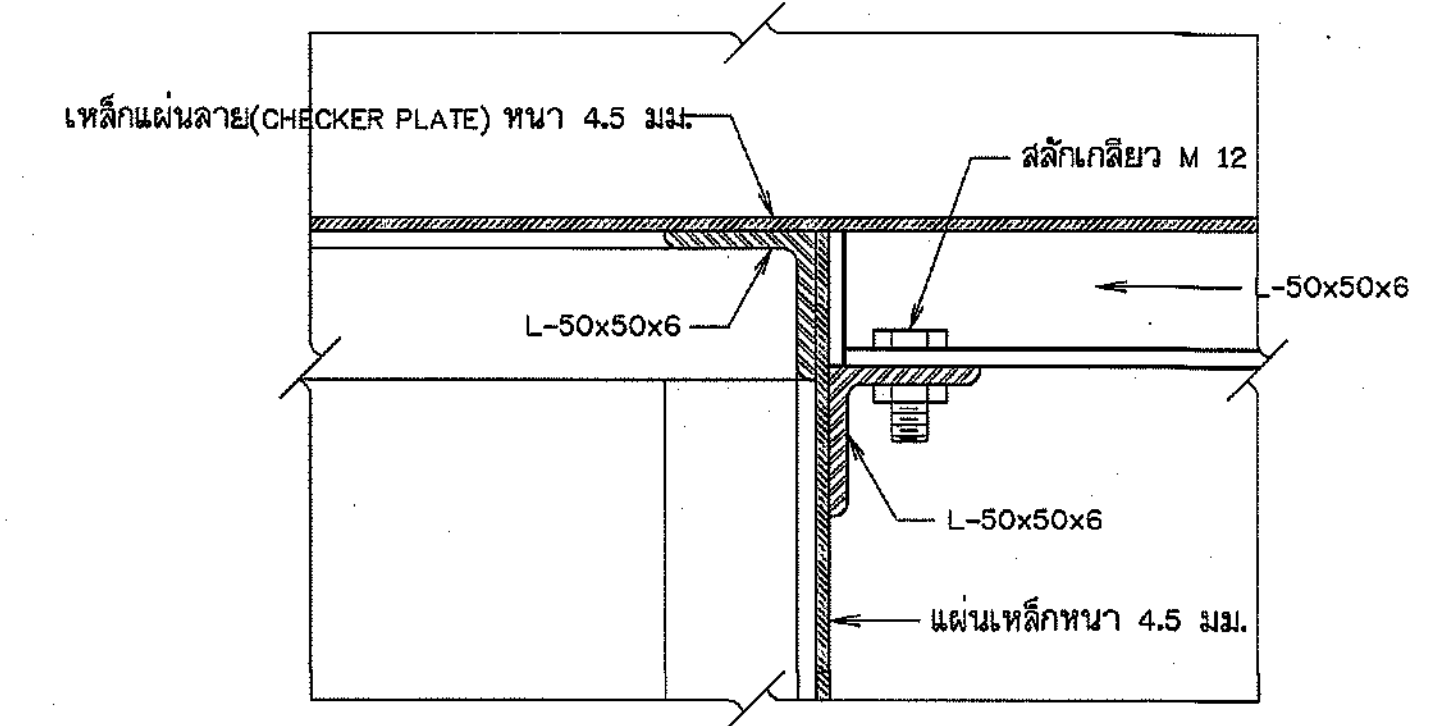 เหล็กแผ่นลาย(CHECKER PLATE) หนา 4.5 มม.
สลักเกลียว M 12
L-50x50x6
L-50x50x6
L-50x50x6
แผ่นเหล็กหนา 4.5 มม.